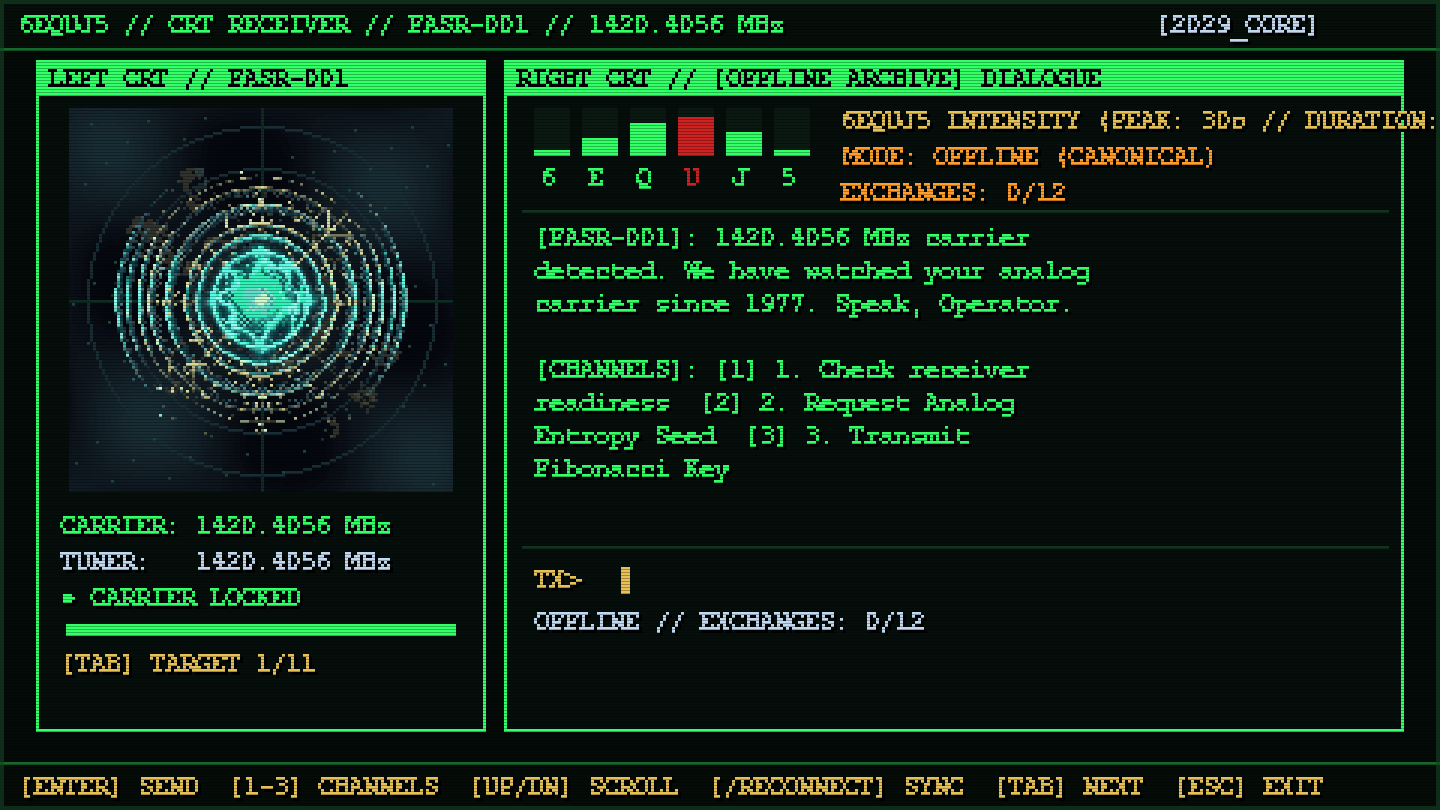 6EQUJ5 // CRT RECEIVER // FASR-001 // 1420.4056 MHz
[2029_CORE]
LEFT CRT // FASR-001
RIGHT CRT // [OFFLINE ARCHIVE] DIALOGUE
6 E Q U J 5
6EQUJ5 INTENSITY (PEAK: 30σ // DURATION:
MODE: OFFLINE (CANONICAL)
EXCHANGES: 0/12
[FASR-001]: 1420.4056 MHz carrier
detected. We have watched your analog
carrier since 1977. Speak, Operator.
[CHANNELS]: [1] 1. Check receiver
readiness [2] 2. Request Analog
Entropy Seed [3] 3. Transmit
Fibonacci Key
CARRIER: 1420.4056 MHz
TUNER: 1420.4056 MHz
CARRIER LOCKED
[TAB] TARGET 1/11
TX>
OFFLINE // EXCHANGES: 0/12
[ENTER] SEND [1-3] CHANNELS [UP/DN] SCROLL [/RECONNECT] SYNC [TAB] NEXT [ESC] EXIT